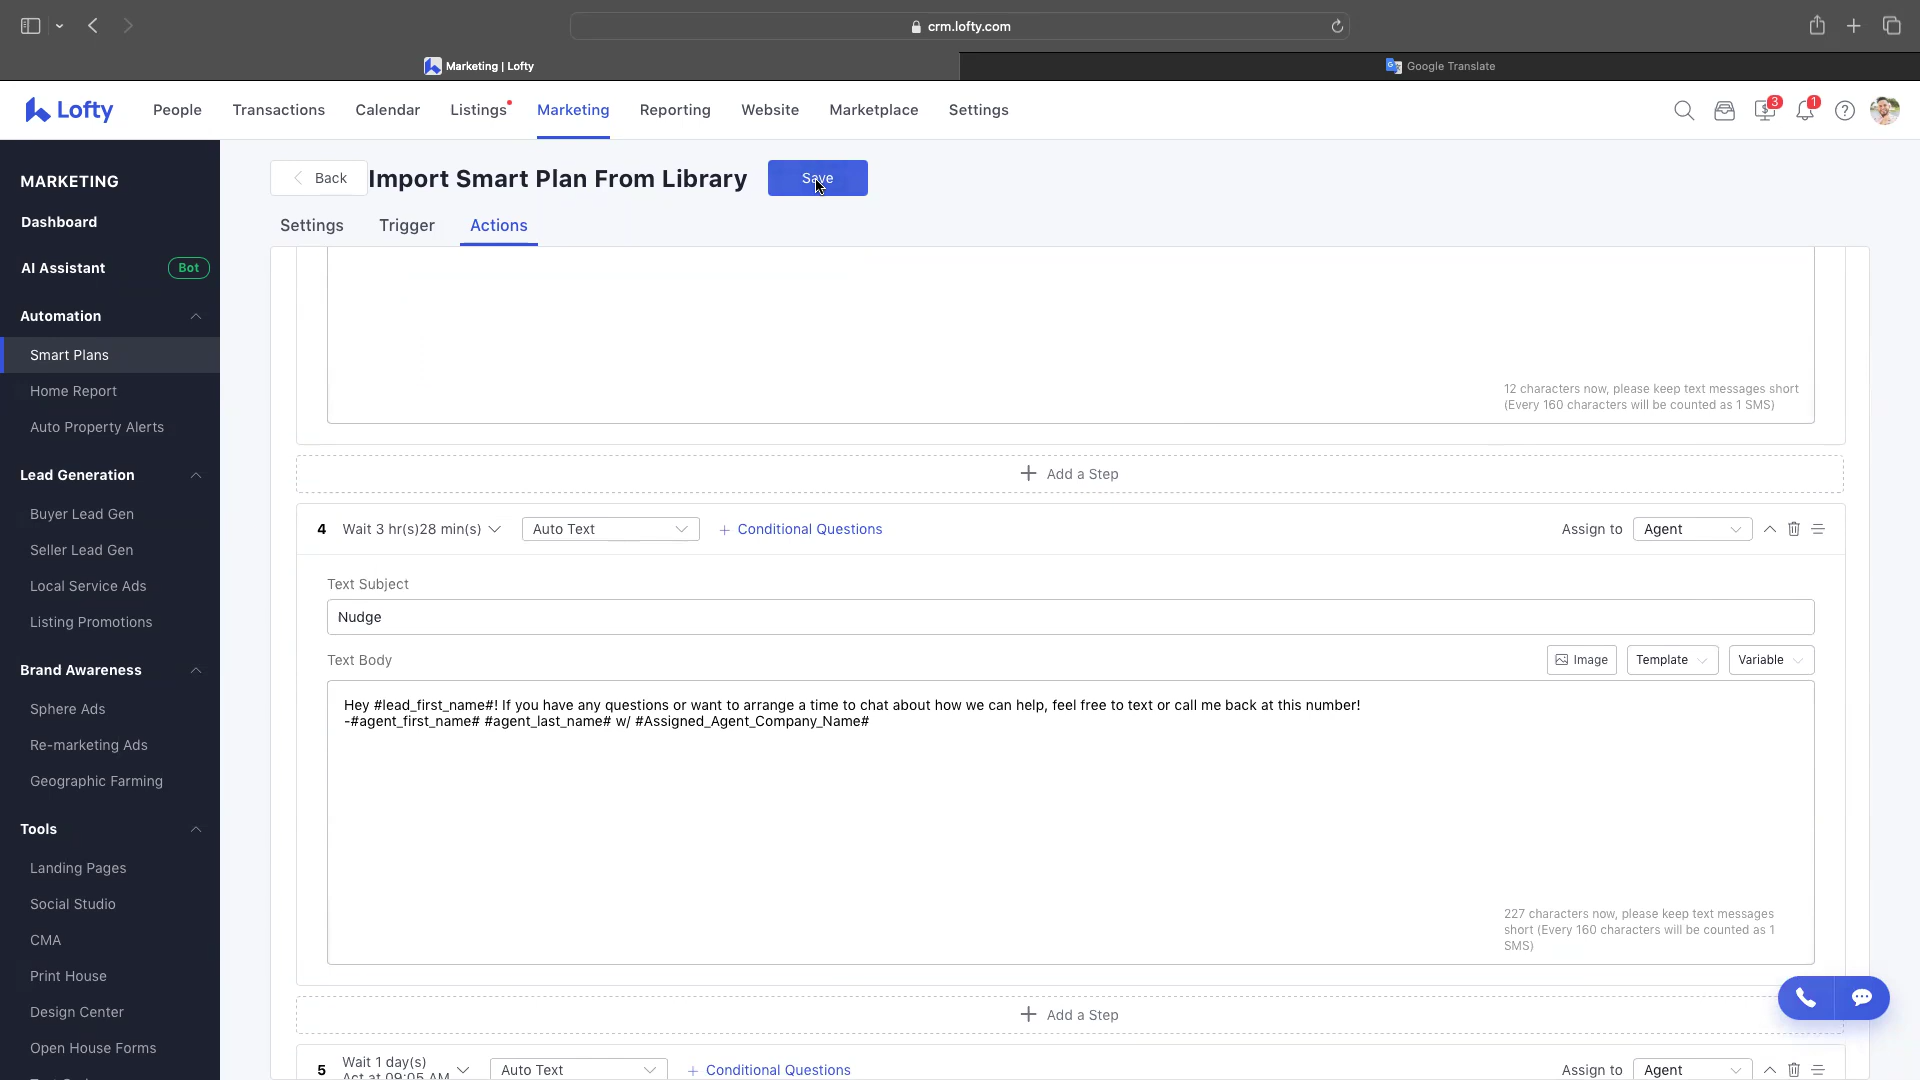 crm.lofty.com
Marketing | Lofty
Google Translate
Lofty
People
Transactions
Calendar
Listings
Marketing
Reporting
Website
Marketplace
Settings
3
1
MARKETING
Dashboard
AI Assistant
Bot
Automation
Smart Plans
Home Report
Auto Property Alerts
Lead Generation
Buyer Lead Gen
Seller Lead Gen
Local Service Ads
Listing Promotions
Brand Awareness
Sphere Ads
Re-marketing Ads
Geographic Farming
Tools
Landing Pages
Social Studio
CMA
Print House
Design Center
Open House Forms
Back
Import Smart Plan From Library
Save
Settings
Trigger
Actions
12 characters now, please keep text messages short
(Every 160 characters will be counted as 1 SMS)
Add a Step
4
Wait 3 hr(s)28 min(s)
Auto Text
Conditional Questions
Assign to
Agent
Text Subject
Nudge
Text Body
Image
Template
Variable
Hey #lead_first_name#! If you have any questions or want to arrange a time to chat about how we can help, feel free to text or call me back at this number!
-#agent_first_name# #agent_last_name# w/ #Assigned_Agent_Company_Name#
227 characters now, please keep text messages
short (Every 160 characters will be counted as 1
SMS)
Add a Step
5
Wait 1 day(s)
Act at 09:05 AM
Auto Text
Conditional Questions
Assign to
Agent